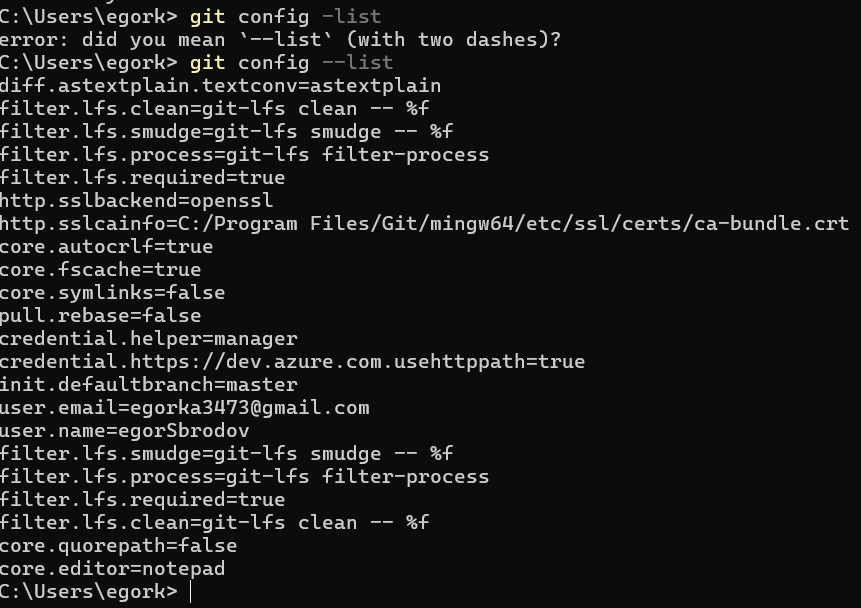 C:\Users\egork> git config -list
error: did you mean `--list` (with two dashes)?
C:\Users\egork> git config --list
diff.astextplain.textconv=astextplain
filter.lfs.clean=git-lfs clean -- %f
filter.lfs.smudge=git-lfs smudge -- %f
filter.lfs.process=git-lfs filter-process
filter.lfs.required=true
http.sslbackend=openssl
http.sslcainfo=C:/Program Files/Git/mingw64/etc/ssl/certs/ca-bundle.crt
core.autocrlf=true
core.fscache=true
core.symlinks=false
pull.rebase=false
credential.helper=manager
credential.https://dev.azure.com.usehttppath=true
init.defaultbranch=master
user.email=egorka3473@gmail.com
user.name=egorSbrodov
filter.lfs.smudge=git-lfs smudge -- %f
filter.lfs.process=git-lfs filter-process
filter.lfs.required=true
filter.lfs.clean=git-lfs clean -- %f
core.quorepath=false
core.editor=notepad
C:\Users\egork>